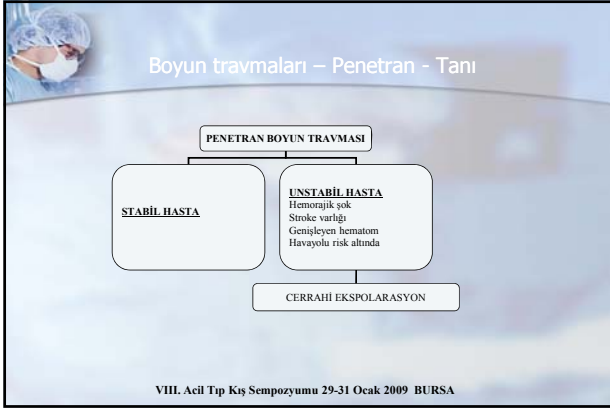 Boyun travmaları – Penetran - Tanı
PENETRAN BOYUN TRAVMASI
STABİL HASTA
UNSTABİL HASTA
Hemorajik şok
Stroke varlığı
Genişleyen hematom
Havayolu risk altında
CERRAHİ EKSPOLARASYON
VIII. Acil Tıp Kış Sempozyumu 29-31 Ocak 2009 BURSA